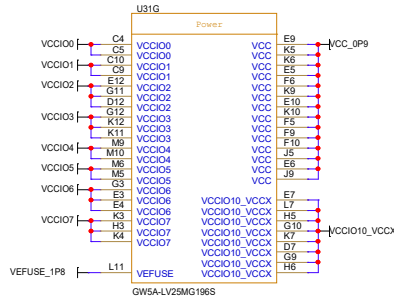 U31G
Power
VCCIO0 C4 VCCIO0 VCC E9 VCC_0P9
C5 VCCIO0 VCC K5
VCCIO1 C10 VCCIO1 VCC K6
C9 VCCIO1 VCC E5
VCCIO2 E12 VCCIO2 VCC F6
G11 VCCIO2 VCC K9
D12 VCCIO2 VCC E10
VCCIO3 G12 VCCIO3 VCC K10
K12 VCCIO3 VCC F5
K11 VCCIO3 VCC F9
VCCIO4 M9 VCCIO4 VCC F10
M10 VCCIO4 VCC J5
VCCIO5 M6 VCCIO5 VCC E6
M5 VCCIO5 VCC J9
VCCIO6 G3 VCCIO6
E3 VCCIO6 VCCIO10_VCCX E7
E4 VCCIO6 VCCIO10_VCCX L7
VCCIO7 K3 VCCIO7 VCCIO10_VCCX H5
H3 VCCIO7 VCCIO10_VCCX G10 VCCIO10_VCCX
K4 VCCIO7 VCCIO10_VCCX K7
VCCIO10_VCCX D7
VCCIO10_VCCX G9
VEFUSE_1P8 L11 VEFUSE VCCIO10_VCCX H6
GW5A-LV25MG196S